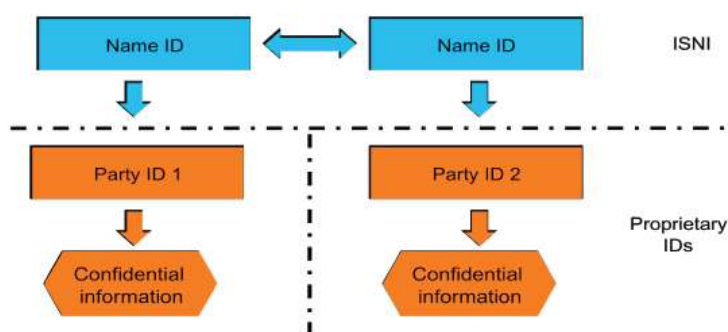 Name ID
Name ID
ISNI
Party ID 1
Party ID 2
Proprietary
IDs
Confidential
information
Confidential
information